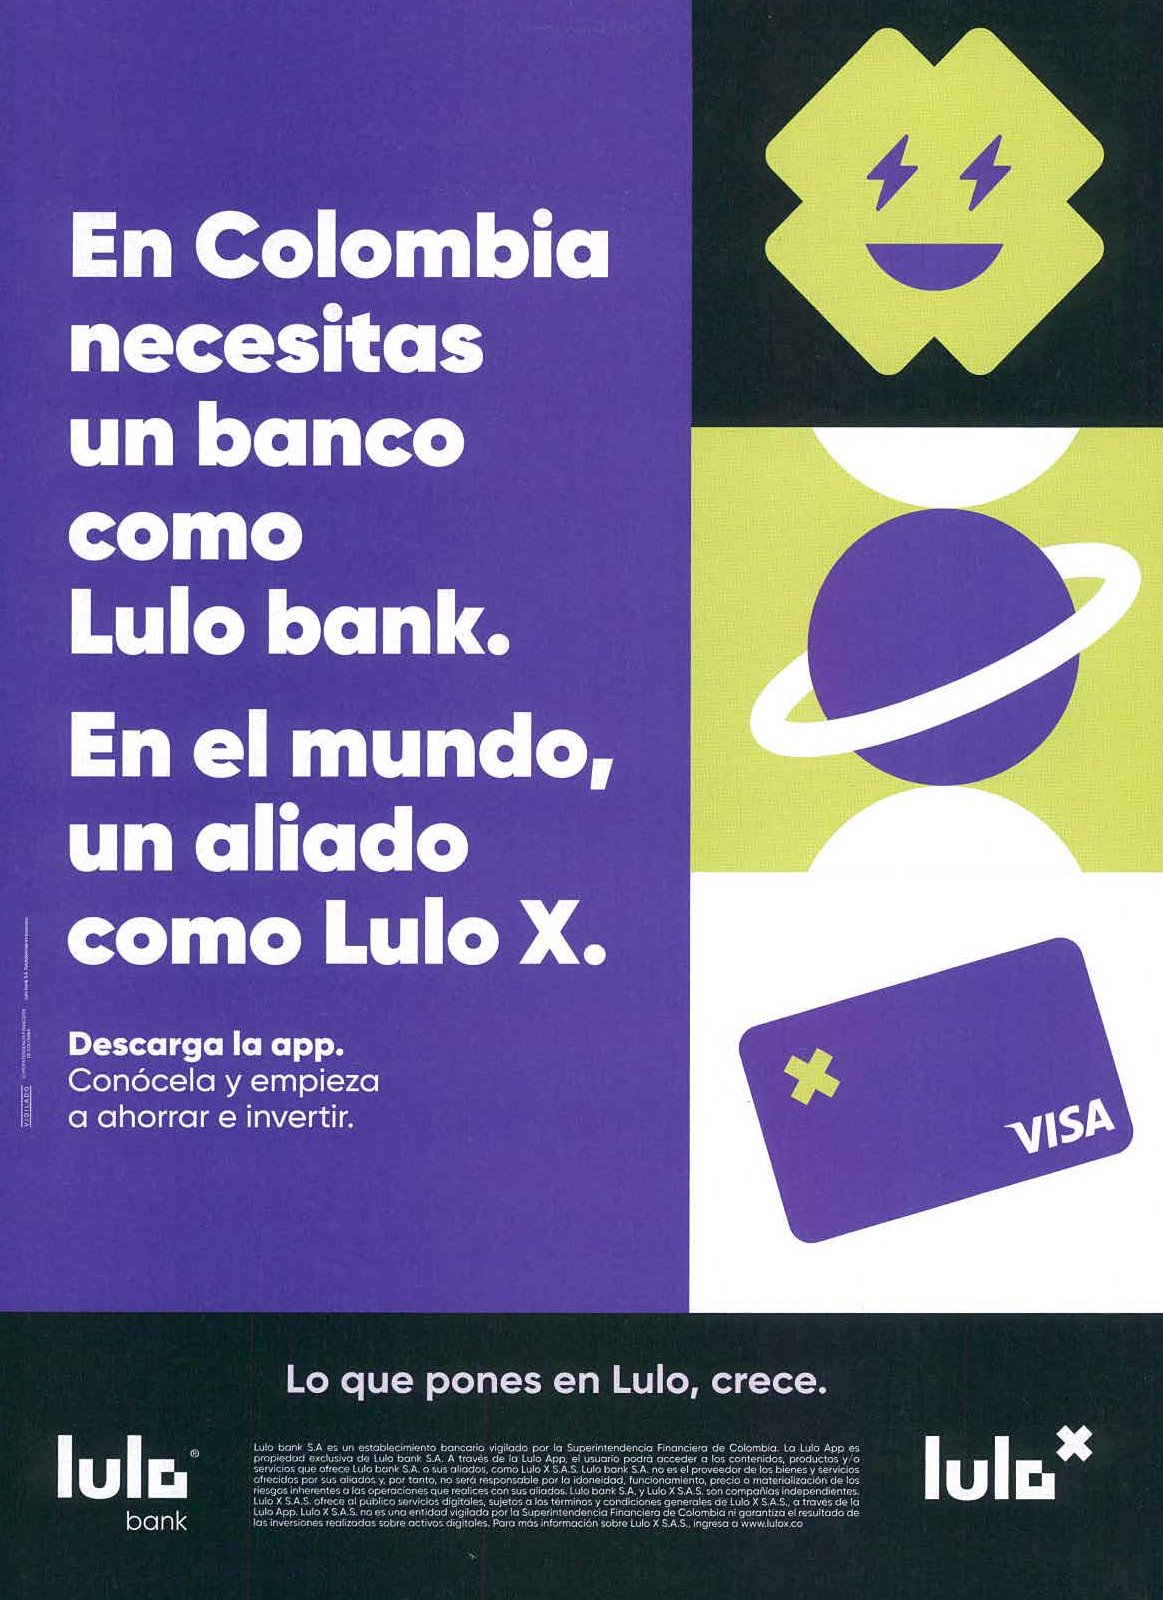 En Colombia
necesitas
un banco
como
Lulo bank.
En el mundo,
un aliado
como Lulo X.
Descarga la app.
Conócela y empieza
a ahorrar e invertir.
VIGILADO
VISA
Lo que pones en Lulo, crece.
lulo ®
bank
Lulo bank S.A es un establecimiento bancario vigilado por la Superintendencia Financiera de Colombia. La Lulo App es
propiedad exclusiva de Lulo bank S.A. A través de la Lulo App, el usuario podrá acceder a los contenidos, productos y/o
servicios que ofrece Lulo bank S.A. o sus aliados, como Lulo X S.A.S. Lulo bank S.A. no es el proveedor de los bienes y servicios
ofrecidos por sus aliados y, por tanto, no será responsable por la idoneidad, funcionamiento, precio o materialización de los
riesgos inherentes a las operaciones que realices con sus aliados. Lulo bank S.A. y Lulo X S.A.S. son compañías independientes.
Lulo X S.A.S. ofrece al público servicios digitales, sujetos a los términos y condiciones generales de Lulo X S.A.S., a través de la
Lulo App. Lulo X S.A.S. no es una entidad vigilada por la Superintendencia Financiera de Colombia ni garantiza el resultado de
las inversiones realizadas sobre activos digitales. Para más información sobre Lulo X S.A.S., ingresa a www.lulox.co
lulo x